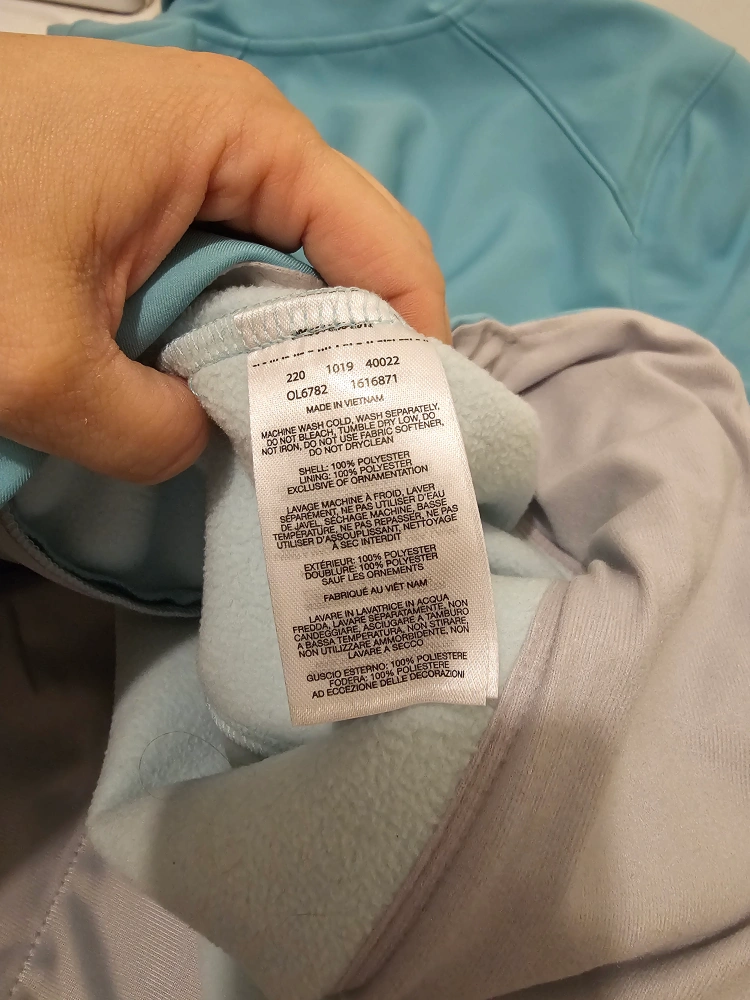 220 1019 40022
OL6782 1616871
MADE IN VIETNAM
MACHINE WASH COLD, WASH SEPARATELY,
DO NOT BLEACH, TUMBLE DRY LOW, DO
NOT IRON, DO NOT USE FABRIC SOFTENER,
DO NOT DRYCLEAN
SHELL: 100% POLYESTER
LINING: 100% POLYESTER
EXCLUSIVE OF ORNAMENTATION
LAVAGE MACHINE À FROID, LAVER
SÉPARÉMENT, NE PAS UTILISER D'EAU
DE JAVEL, SÉCHAGE MACHINE, BASSE
TEMPÉRATURE, NE PAS REPASSER, NE PAS
UTILISER D'ASSOUPLISSANT, NETTOYAGE
À SEC INTERDIT
EXTÉRIEUR: 100% POLYESTER
DOUBLURE: 100% POLYESTER
SAUF LES ORNEMENTS
FABRIQUÉ AU VIÊT NAM
LAVARE IN LAVATRICE IN ACQUA
FREDDA, LAVARE SEPARATAMENTE, NON
CANDEGGIARE, ASCIUGARE A TAMBURO
A BASSA TEMPERATURA, NON STIRARE,
NON UTILIZZARE AMMORBIDENTE, NON
LAVARE A SECCO
GUSCIO ESTERNO: 100% POLIESTERE
FODERA: 100% POLIESTERE
AD ECCEZIONE DELLE DECORAZIONI